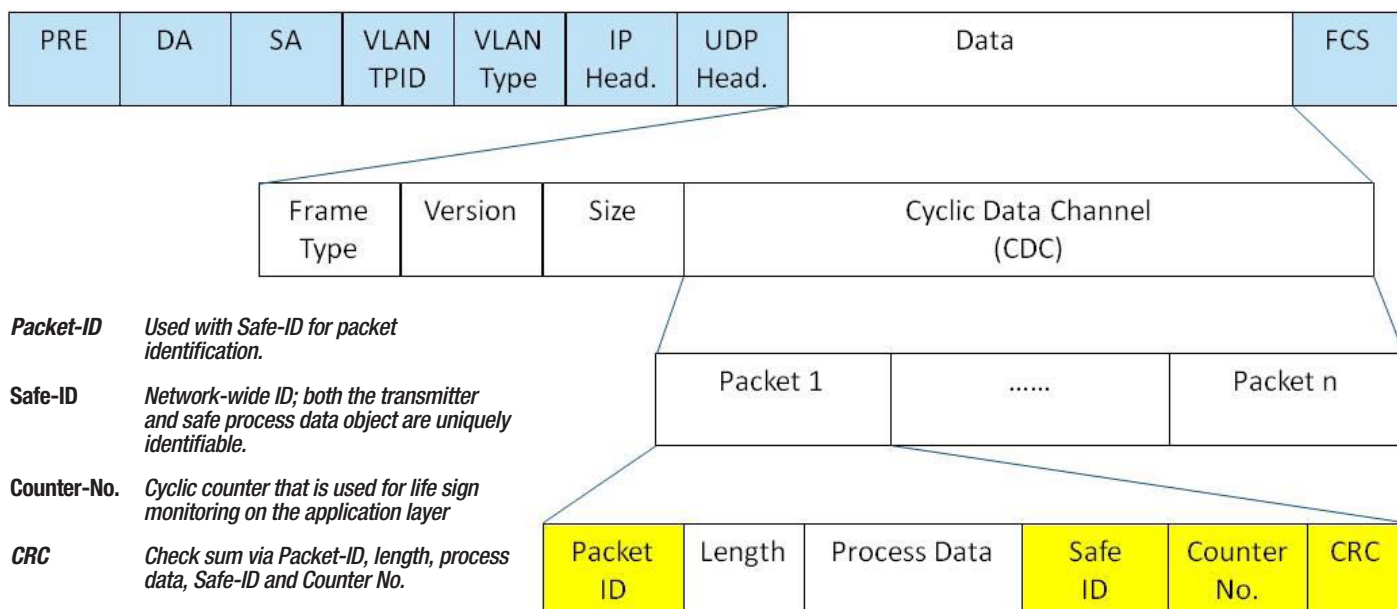 PRE DA SA VLAN VLAN IP UDP Data FCS
TPID Type Head. Head.
Frame Version Size Cyclic Data Channel
Type (CDC)
Packet-ID Used with Safe-ID for packet
identification.
Safe-ID Network-wide ID; both the transmitter
and safe process data object are uniquely
identifiable.
Counter-No. Cyclic counter that is used for life sign
monitoring on the application layer
CRC Check sum via Packet-ID, length, process
data, Safe-ID and Counter No.
Packet 1 ...... Packet n
Packet Length Process Data Safe Counter CRC
ID ID No.